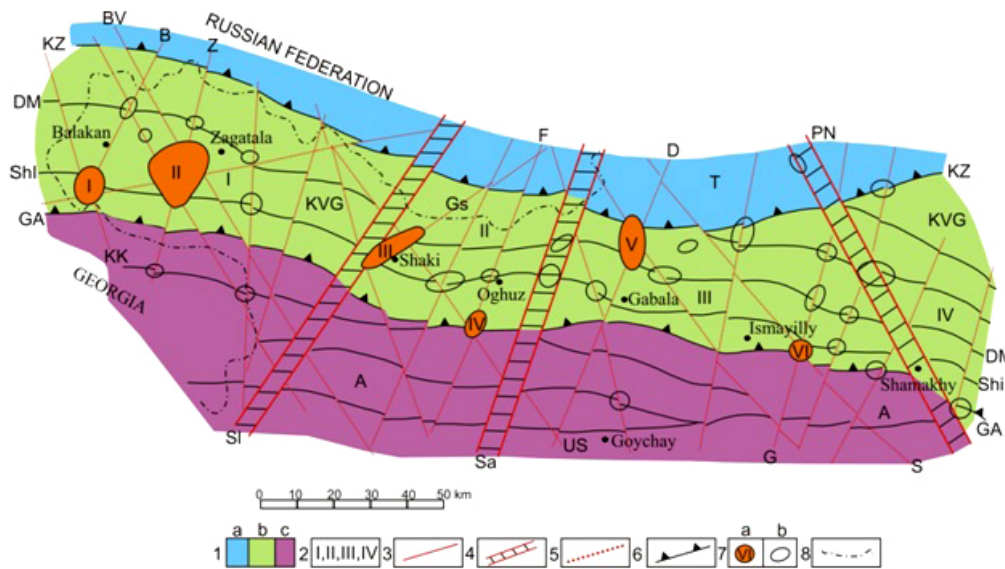 BV
B
Z
RUSSIAN FEDERATION
KZ
DM
Balakan
Zagatala
ShI
I
II
I
GA
KVG
Gs
II
F
D
T
PN
KZ
KVG
III
Shaki
V
KK
GEORGIA
Oghuz
Gabala
III
IV
IV
Ismayilly
VI
DM
Shi
Shamakhy
A
A
GA
SI
Sa
US
Goychay
G
S
0 10 20 30 40 50 km
a b c
a b
1 2 I,II,III,IV 3 4 5 6 7 VI 8